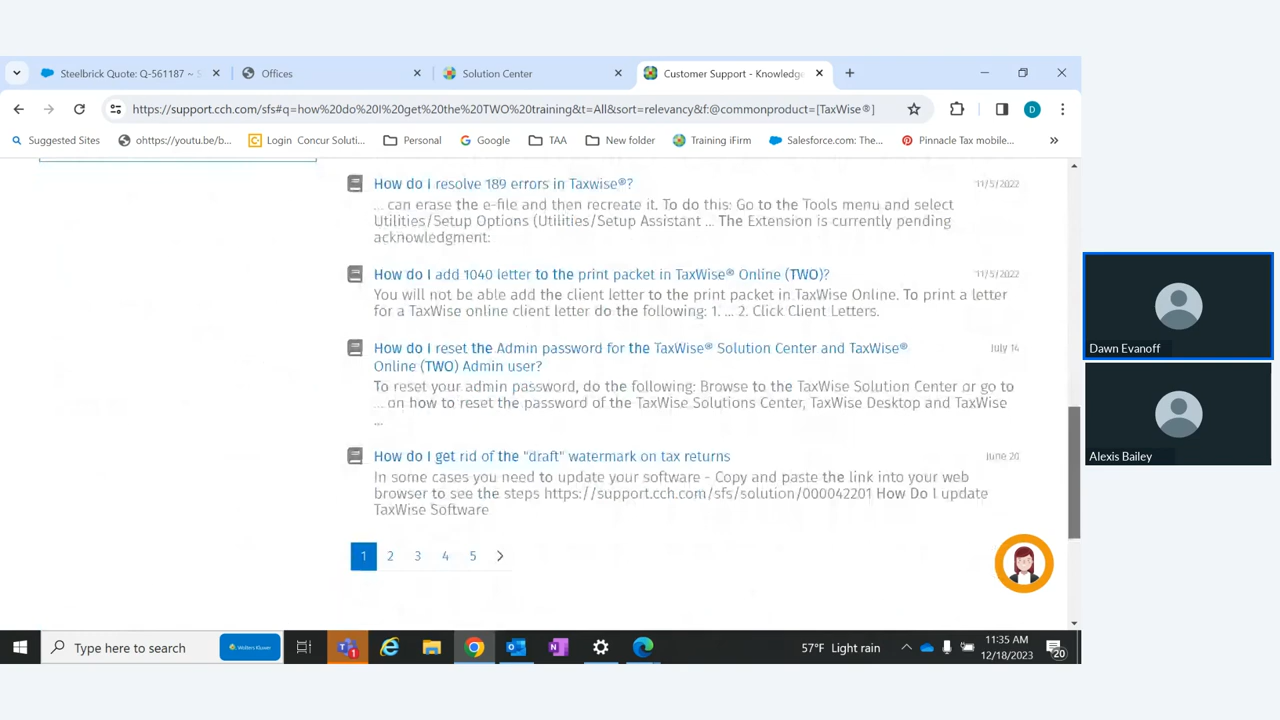 Steelbrick Quote: Q-561187 ~ S
Offices
Solution Center
Customer Support - Knowledge
https://support.cch.com/sfs#q=how%20do%20I%20get%20the%20TWO%20training&t=All&sort=relevancy&f:@commonproduct=[TaxWise®]
D
Suggested Sites
ohttps://youtu.be/b...
Login Concur Soluti...
Personal
Google
TAA
New folder
Training iFirm
Salesforce.com: The...
Pinnacle Tax mobile...
How do I resolve 189 errors in Taxwise®?
11/5/2022
... can erase the e-file and then recreate it. To do this: Go to the Tools menu and select
Utilities/Setup Options (Utilities/Setup Assistant ... The Extension is currently pending
acknowledgment:
How do I add 1040 letter to the print packet in TaxWise® Online (TWO)?
11/5/2022
You will not be able add the client letter to the print packet in TaxWise Online. To print a letter
for a TaxWise online client letter do the following: 1. ... 2. Click Client Letters.
How do I reset the Admin password for the TaxWise® Solution Center and TaxWise®
Online (TWO) Admin user?
July 14
To reset your admin password, do the following: Browse to the TaxWise Solution Center or go to
... on how to reset the password of the TaxWise Solutions Center, TaxWise Desktop and TaxWise
...
How do I get rid of the "draft" watermark on tax returns
June 20
In some cases you need to update your software - Copy and paste the link into your web
browser to see the steps https://support.cch.com/sfs/solution/000042201 How Do I update
TaxWise Software
1 2 3 4 5
Dawn Evanoff
Alexis Bailey
Type here to search
Wolters Kluwer
1
57°F Light rain
11:35 AM
12/18/2023
20